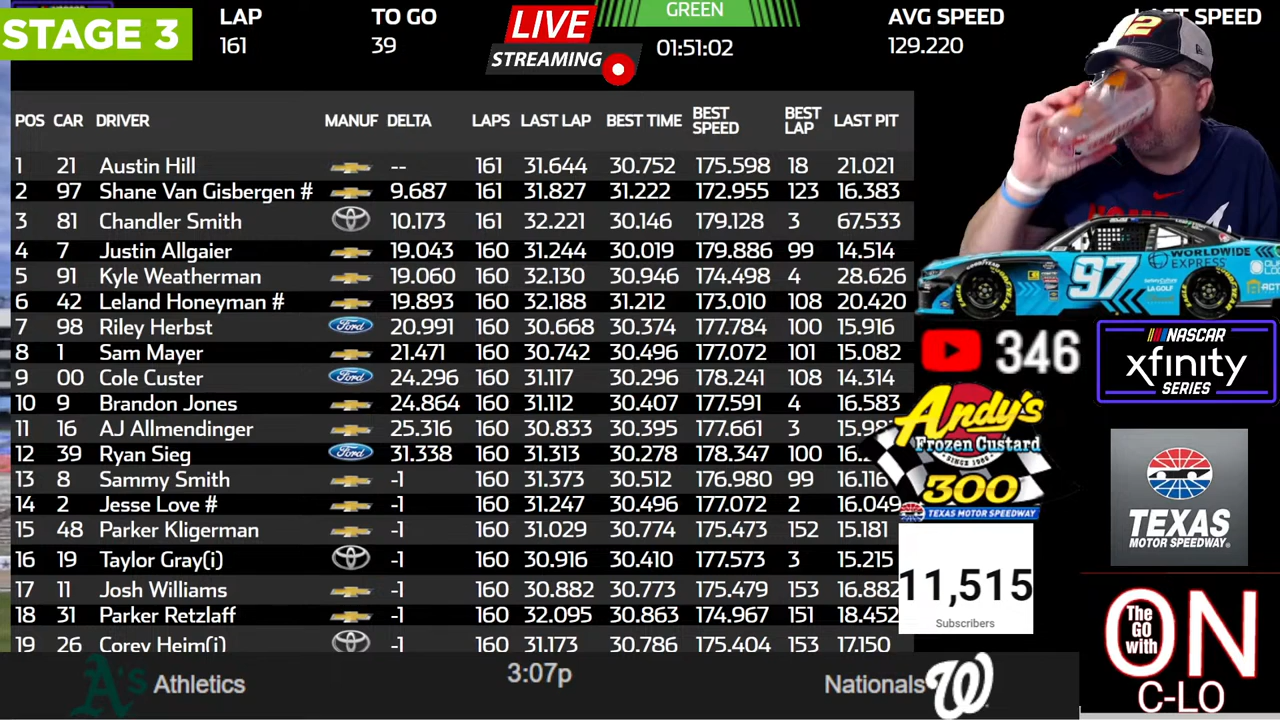 STAGE 3
LAP
161
TO GO
39
LIVE
STREAMING
GREEN
01:51:02
AVG SPEED
129.220
LAST SPEED
2
POS CAR DRIVER MANUF DELTA LAPS LAST LAP BEST TIME BEST SPEED BEST LAP LAST PIT
1 21 Austin Hill -- 161 31.644 30.752 175.598 18 21.021
2 97 Shane Van Gisbergen # 9.687 161 31.827 31.222 172.955 123 16.383
3 81 Chandler Smith 10.173 161 32.221 30.146 179.128 3 67.533
4 7 Justin Allgaier 19.043 160 31.244 30.019 179.886 99 14.514
5 91 Kyle Weatherman 19.060 160 32.130 30.946 174.498 4 28.626
6 42 Leland Honeyman # 19.893 160 32.188 31.212 173.010 108 20.420
7 98 Riley Herbst Ford 20.991 160 30.668 30.374 177.784 100 15.916
8 1 Sam Mayer 21.471 160 30.742 30.496 177.072 101 15.082
9 00 Cole Custer Ford 24.296 160 31.117 30.296 178.241 108 14.314
10 9 Brandon Jones 24.864 160 31.112 30.407 177.591 4 16.583
11 16 AJ Allmendinger 25.316 160 30.833 30.395 177.661 3 15.98
12 39 Ryan Sieg Ford 31.338 160 31.313 30.278 178.347 100 16.
13 8 Sammy Smith -1 160 31.373 30.512 176.980 99 16.116
14 2 Jesse Love # -1 160 31.247 30.496 177.072 2 16.049
15 48 Parker Kligerman -1 160 31.029 30.774 175.473 152 15.181
16 19 Taylor Gray(i) -1 160 30.916 30.410 177.573 3 15.215
17 11 Josh Williams -1 160 30.882 30.773 175.479 153 16.882
18 31 Parker Retzlaff -1 160 32.095 30.863 174.967 151 18.452
19 26 Corey Heim(i) -1 160 31.173 30.786 175.404 153 17.150
97
WORLDWIDE
EXPRESS
346
NASCAR
xfinity
SERIES
Andy's
Frozen Custard
SINCE 1986
300
TEXAS MOTOR SPEEDWAY
TEXAS
MOTOR SPEEDWAY
11,515
Subscribers
The
GO
with
ON
C-LO
A's Athletics
3:07p
Nationals W